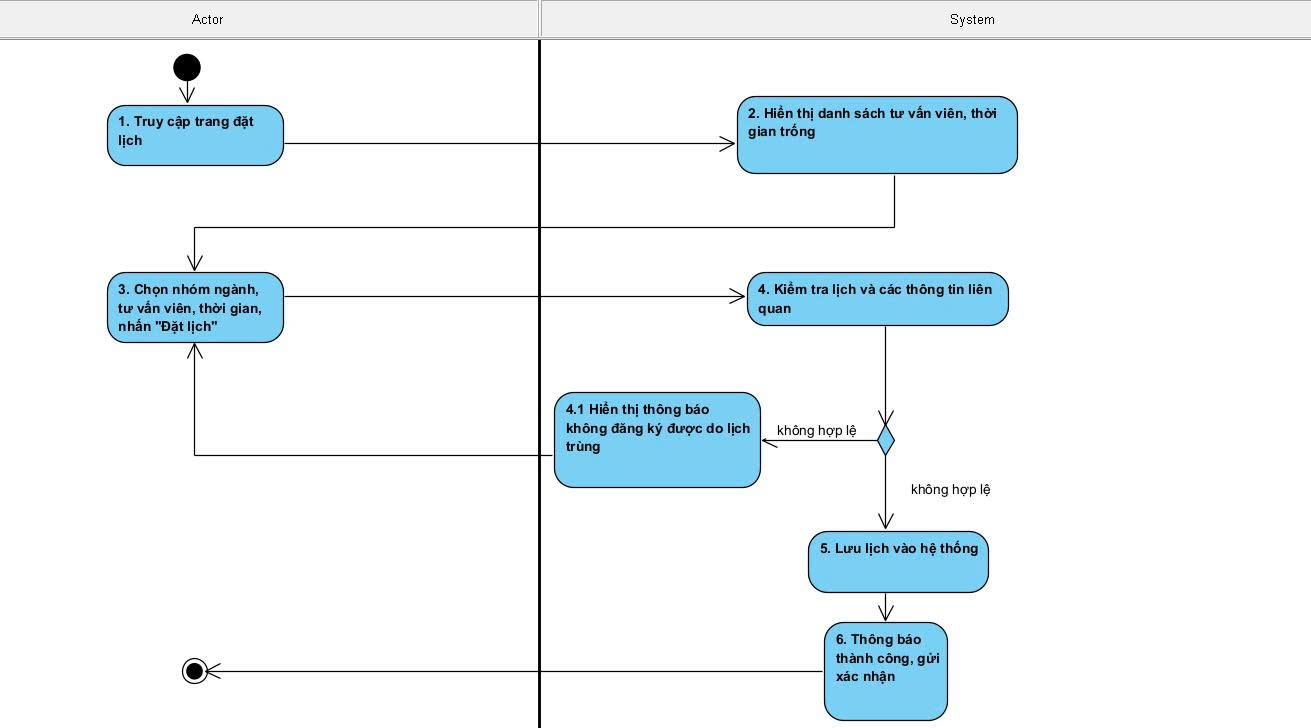 Actor
System
1. Truy cập trang đặt
lịch
2. Hiển thị danh sách tư vấn viên, thời
gian trống
3. Chọn nhóm ngành,
tư vấn viên, thời gian,
nhấn "Đặt lịch"
4. Kiểm tra lịch và các thông tin liên
quan
4.1 Hiển thị thông báo
không đăng ký được do lịch
trùng
không hợp lệ
không hợp lệ
5. Lưu lịch vào hệ thống
6. Thông báo
thành công, gửi
xác nhận